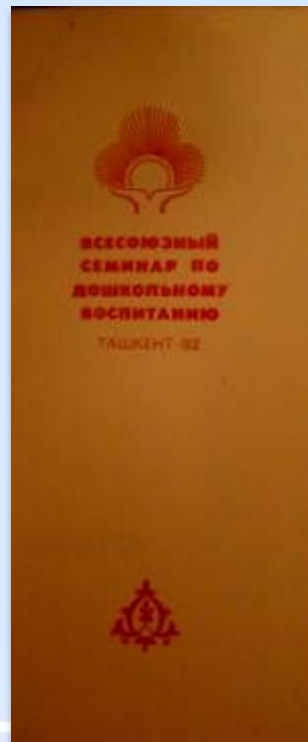 ВСЕСОЮЗНЫЙ
СЕМИНАР ПО
ДОШКОЛЬНОМУ
ВОСПИТАНИЮ
ТАШКЕНТ 82